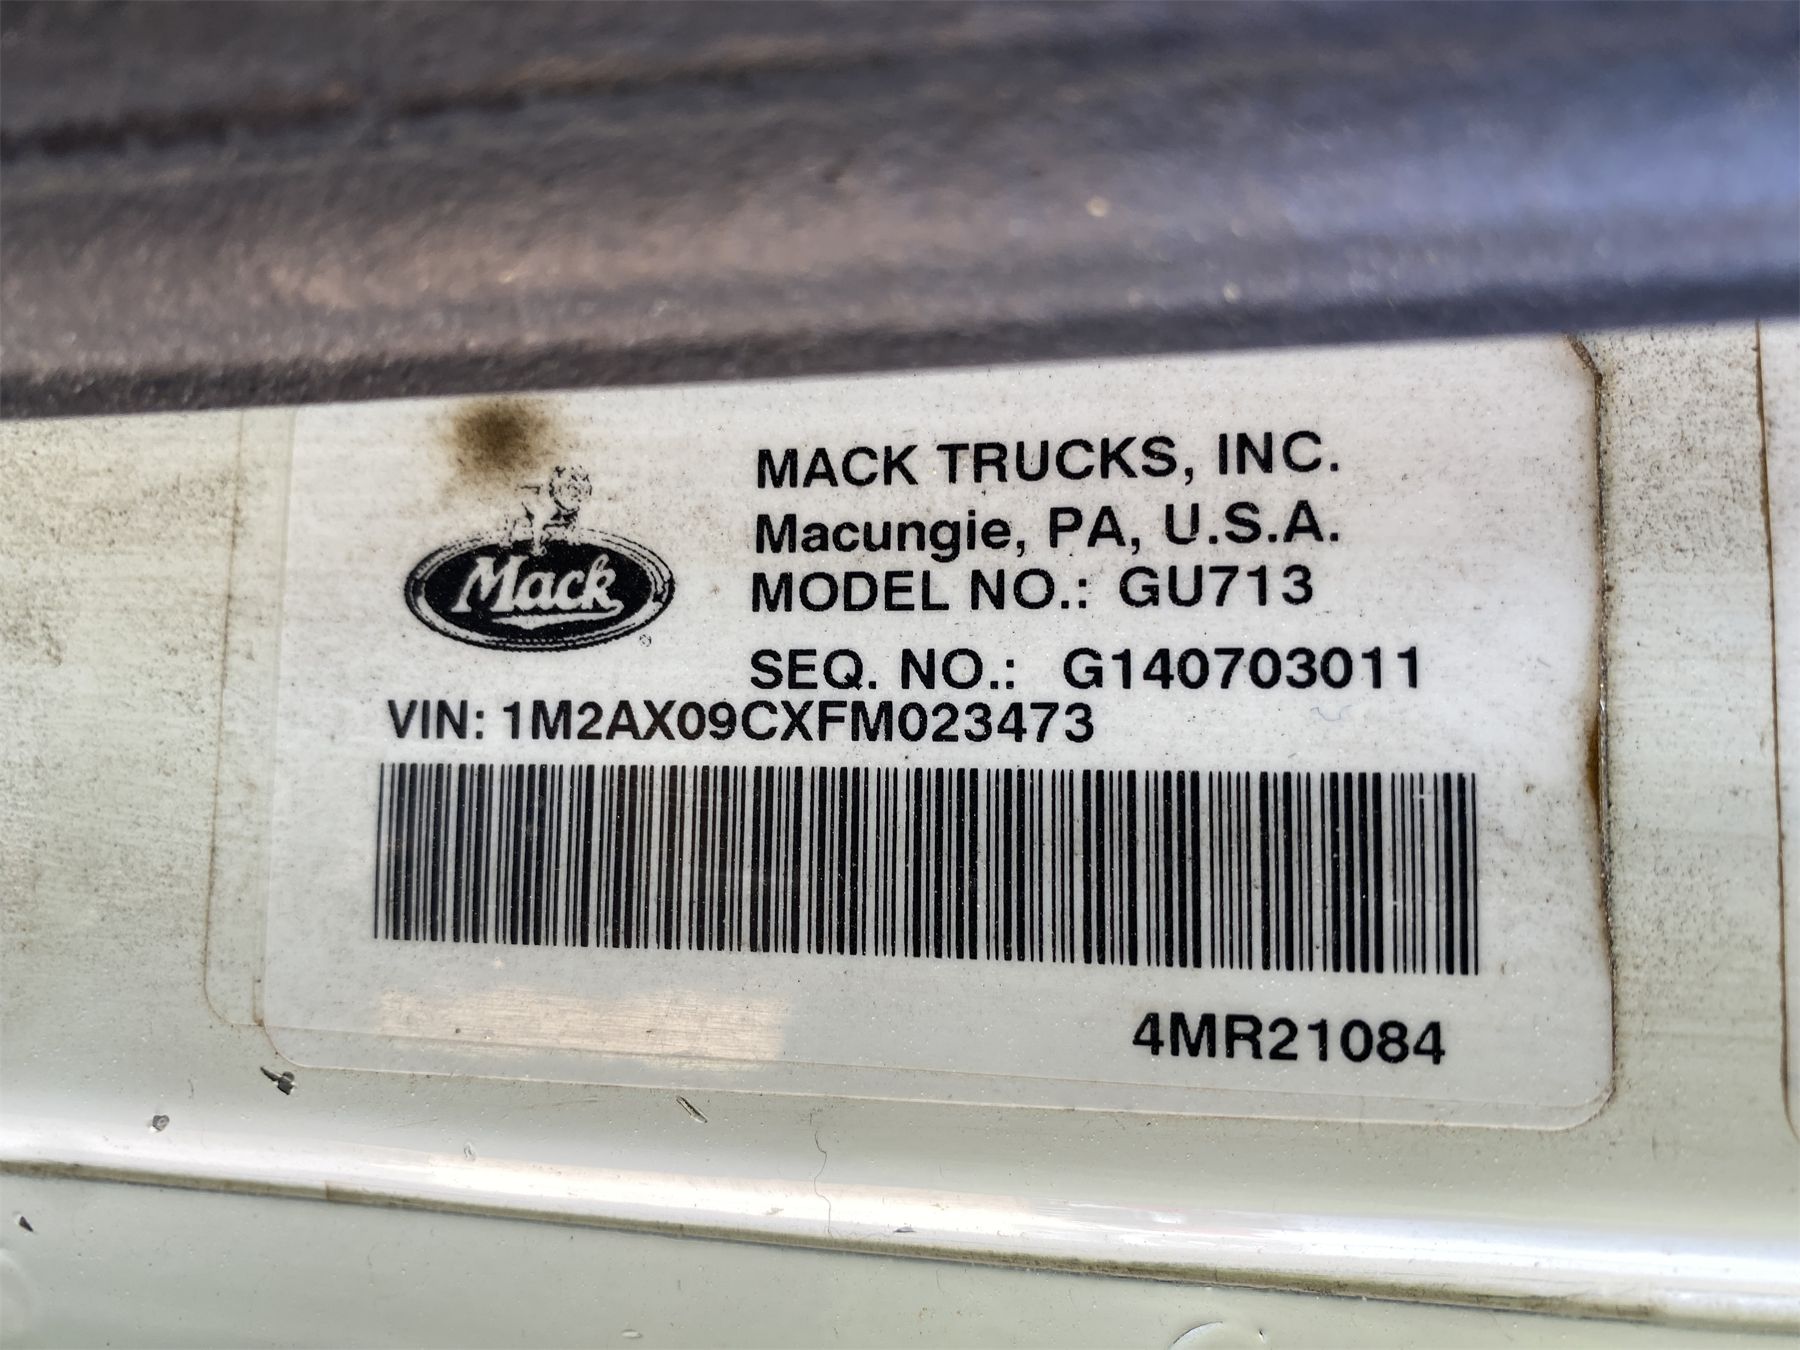 MACK TRUCKS, INC.
Macungie, PA, U.S.A.
Mack
MODEL NO.: GU713
SEQ. NO.: G140703011
VIN: 1M2AX09CXFM023473
4MR21084